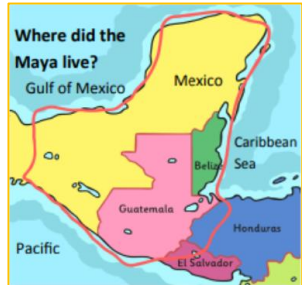 Where did the
Maya live?
Gulf of Mexico
Mexico
Caribbean
Sea
Belize
Guatemala
Honduras
Pacific
El Salvador